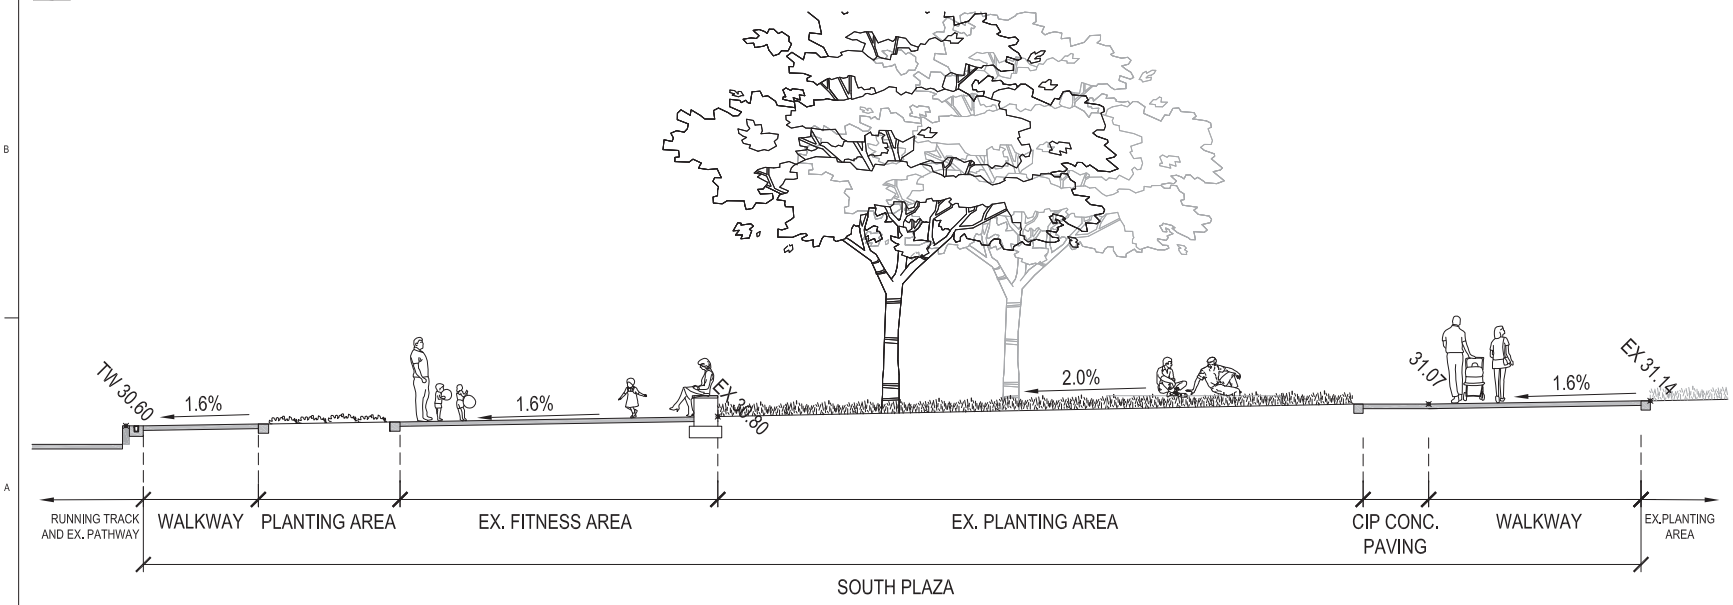 B
TW 30.60
1.6%
1.6%
EX. 30.80
2.0%
31.07
1.6%
EX 31.14
A
RUNNING TRACK
AND EX. PATHWAY
WALKWAY
PLANTING AREA
EX. FITNESS AREA
EX. PLANTING AREA
CIP CONC.
PAVING
WALKWAY
EX.PLANTING
AREA
SOUTH PLAZA